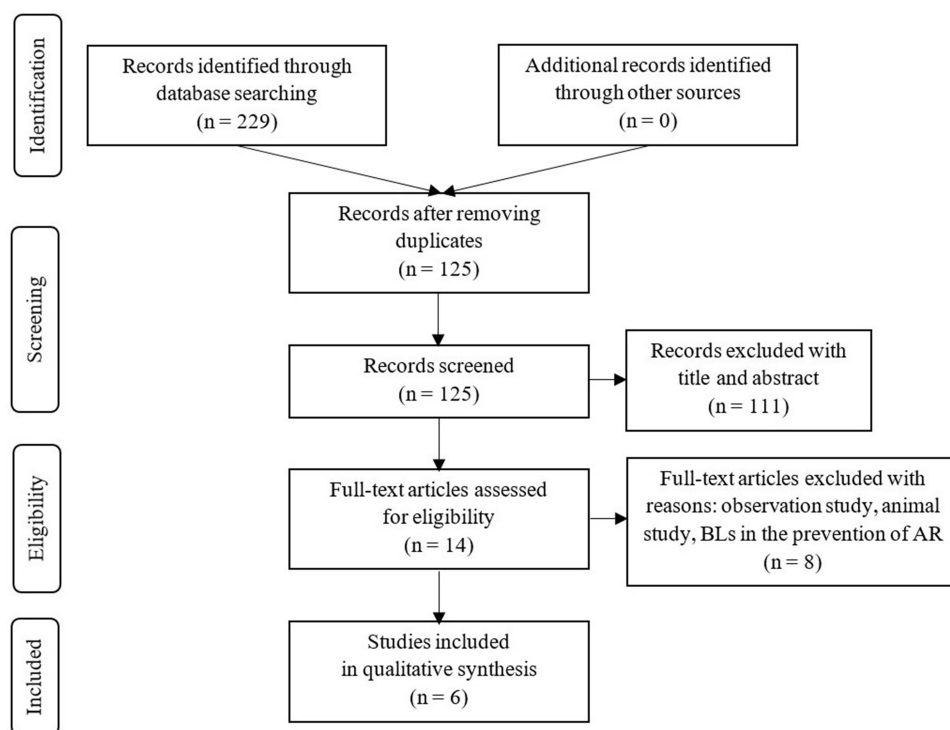 Identification
Records identified through
database searching
(n = 229)
Additional records identified
through other sources
(n = 0)
Screening
Records after removing
duplicates
(n = 125)
Records screened
(n = 125)
Records excluded with
title and abstract
(n = 111)
Eligibility
Full-text articles assessed
for eligibility
(n = 14)
Full-text articles excluded with
reasons: observation study, animal
study, BLs in the prevention of AR
(n = 8)
Included
Studies included
in qualitative synthesis
(n = 6)